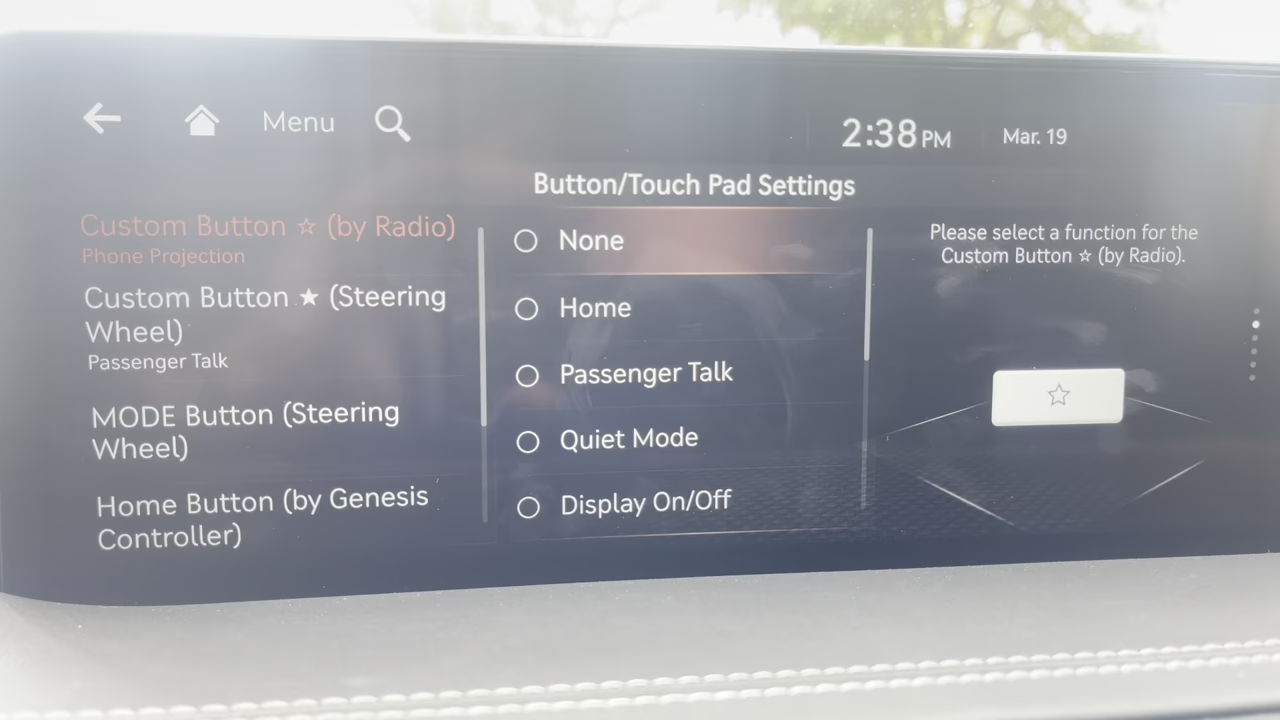 Menu
2:38 PM
Mar. 19
Button/Touch Pad Settings
Custom Button ☆ (by Radio)
Phone Projection
Custom Button ★ (Steering
Wheel)
Passenger Talk
MODE Button (Steering
Wheel)
Home Button (by Genesis
Controller)
None
Home
Passenger Talk
Quiet Mode
Display On/Off
Please select a function for the
Custom Button ☆ (by Radio).